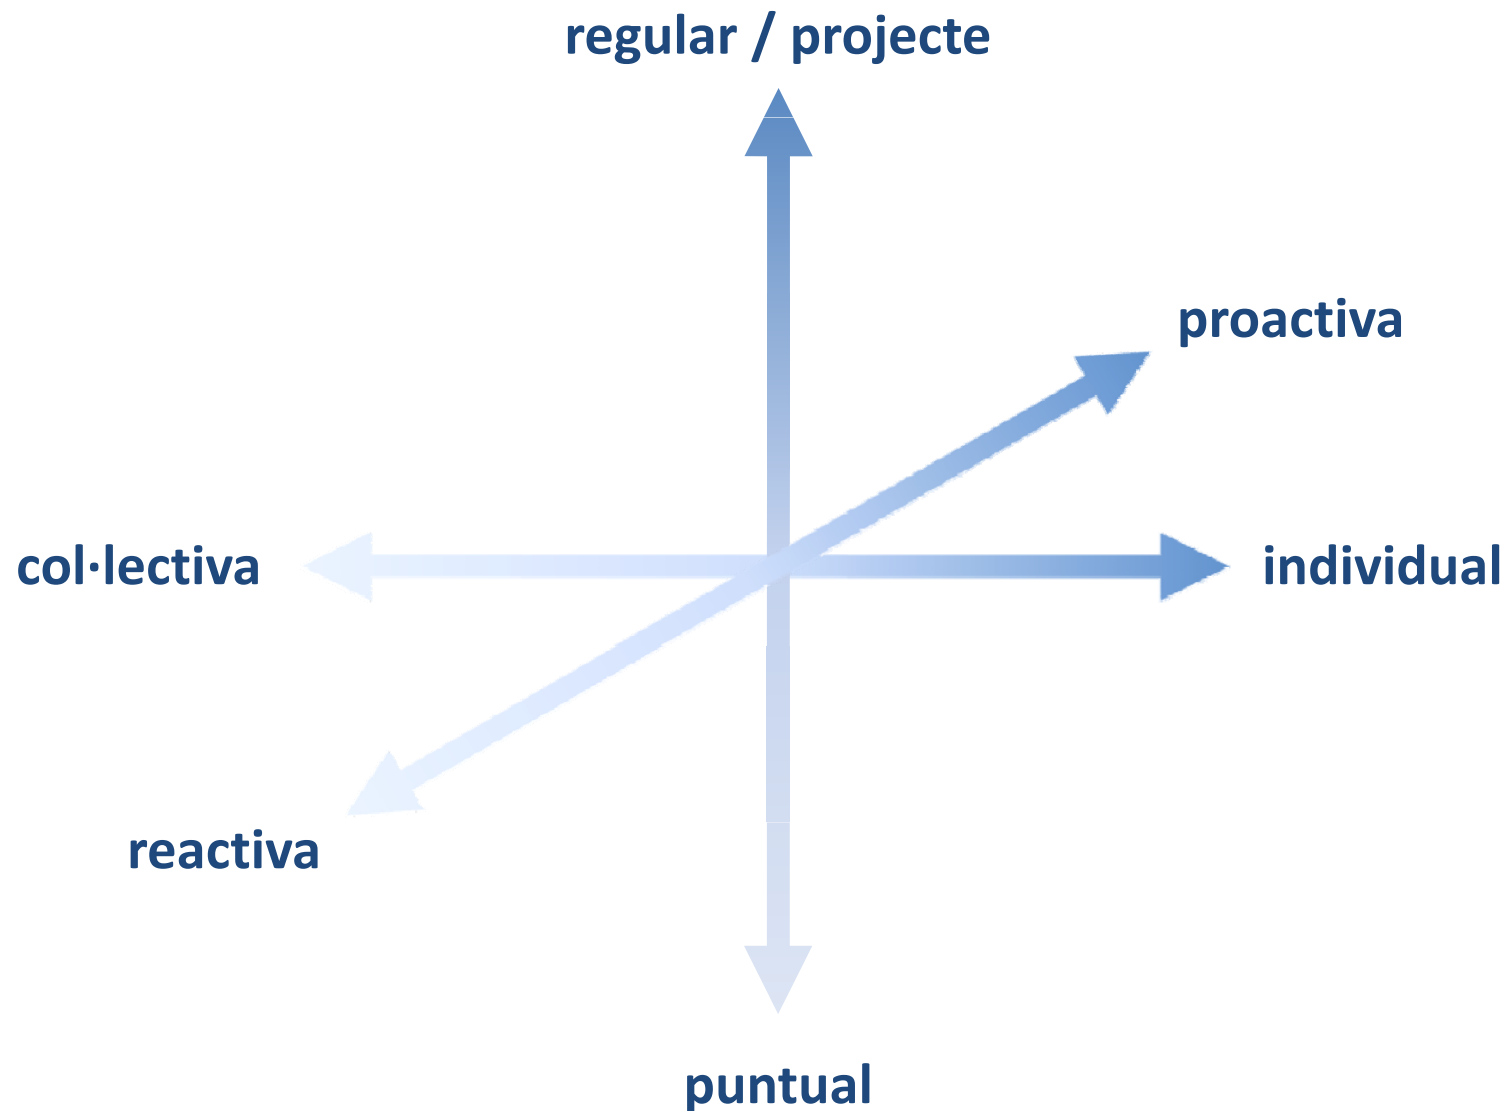 regular / projecte
proactiva
col·lectiva
individual
reactiva
puntual